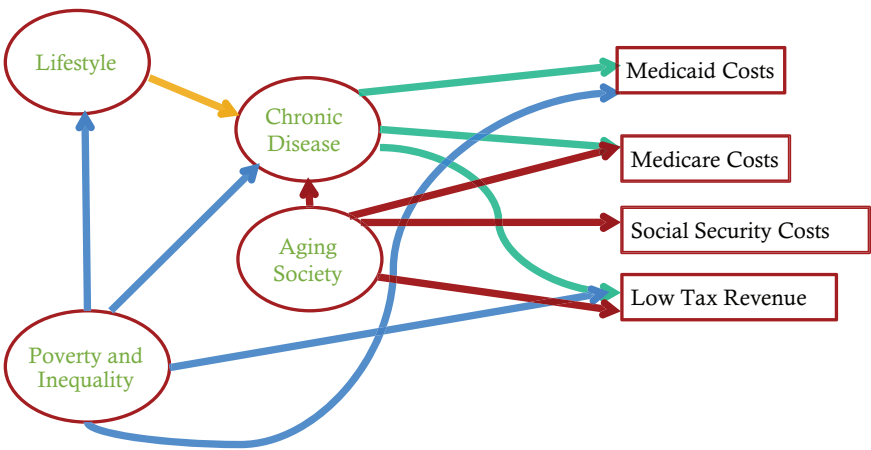 Lifestyle
Chronic
Disease
Aging
Society
Poverty and
Inequality
Medicaid Costs
Medicare Costs
Social Security Costs
Low Tax Revenue